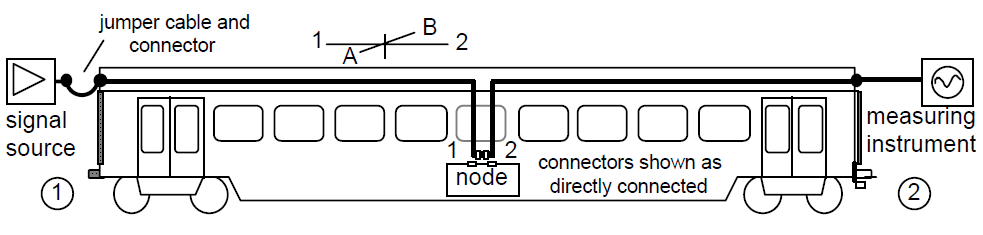 jumper cable and
connector
1 A B 2
signal
source
1
1 2
node
connectors shown as
directly connected
measuring
instrument
2